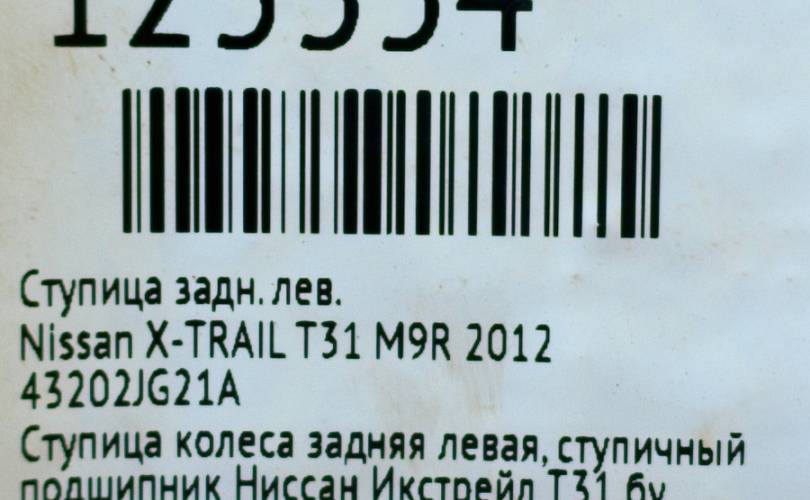 Ступица задн. лев.
Nissan X-TRAIL T31 M9R 2012
43202JG21A
Ступица колеса задняя левая, ступичный
подшипник Ниссан Икстрейл Т31 бу